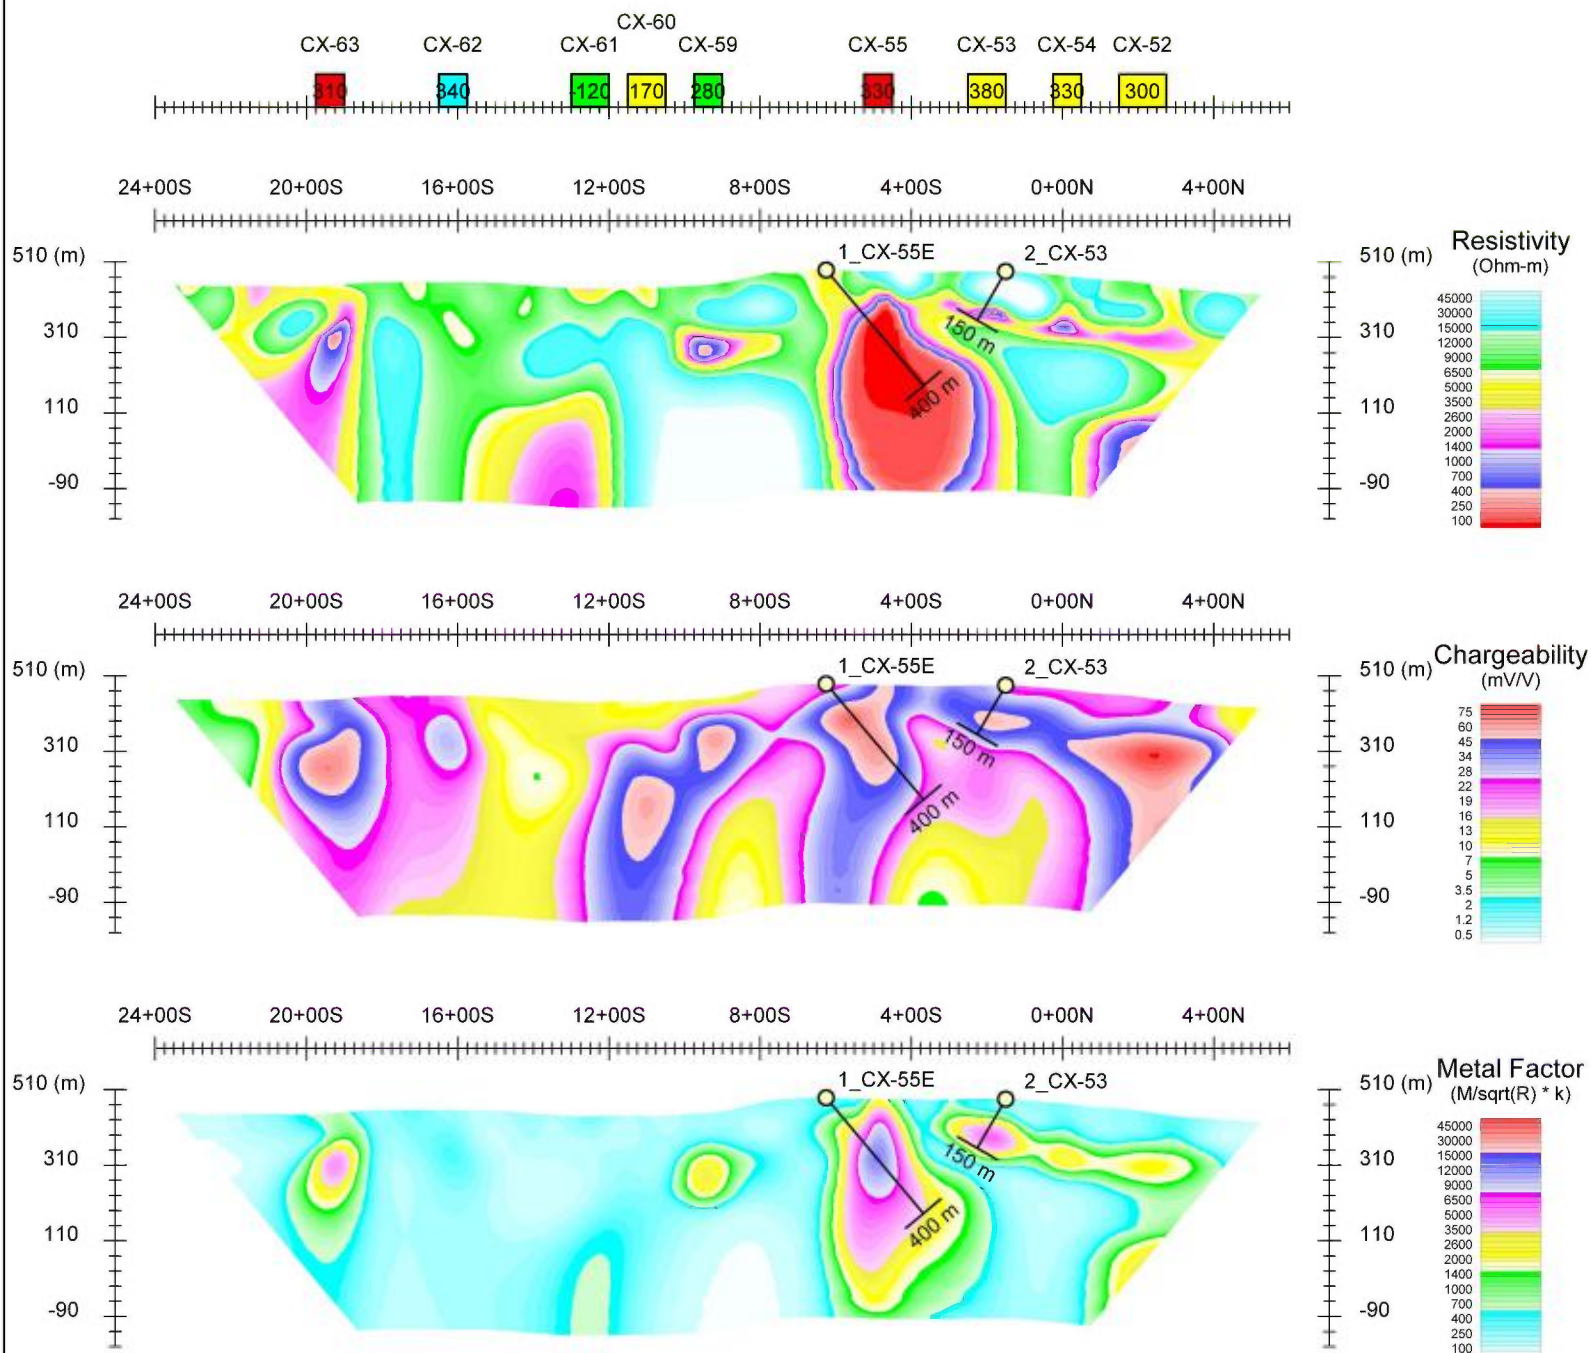 CX-60
CX-63 CX-62 CX-61 CX-59 CX-55 CX-53 CX-54 CX-52
310 340 -120 170 280 330 380 330 300
24+00S 20+00S 16+00S 12+00S 8+00S 4+00S 0+00N 4+00N
510 (m) 1_CX-55E 2_CX-53 510 (m)
310 310
110 110
-90 -90
150 m
400 m
Resistivity
(Ohm-m)
45000
30000
15000
12000
9000
6500
5000
3500
2600
2000
1400
1000
700
400
250
100
24+00S 20+00S 16+00S 12+00S 8+00S 4+00S 0+00N 4+00N
510 (m) 1_CX-55E 2_CX-53 510 (m)
310 310
110 110
-90 -90
150 m
400 m
Chargeability
(mV/V)
75
60
45
34
28
22
19
16
13
10
7
5
3.5
2
1.2
0.5
24+00S 20+00S 16+00S 12+00S 8+00S 4+00S 0+00N 4+00N
510 (m) 1_CX-55E 2_CX-53 510 (m)
310 310
110 110
-90 -90
150 m
400 m
Metal Factor
(M/sqrt(R) * k)
45000
30000
15000
12000
9000
6500
5000
3500
2600
2000
1400
1000
700
400
250
100